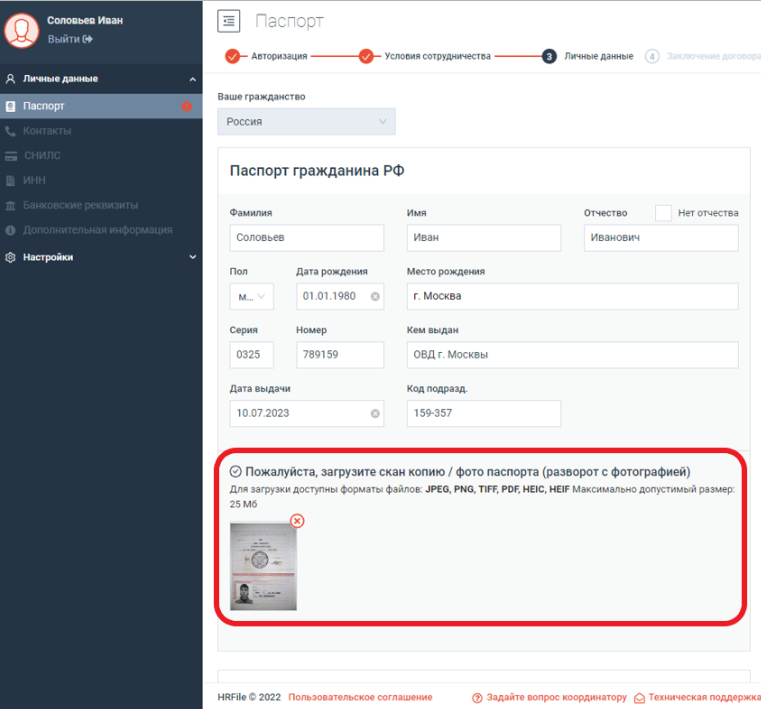 Соловьев Иван
Выйти
Личные данные
Паспорт
Контакты
СНИЛС
ИНН
Банковские реквизиты
Дополнительная информация
Настройки
Паспорт
Авторизация
Условия сотрудничества
3 Личные данные
4 Заключение договора
Ваше гражданство
Россия
Паспорт гражданина РФ
Фамилия Имя Отчество Нет отчества
Соловьев Иван Иванович
Пол Дата рождения Место рождения
м... 01.01.1980 г. Москва
Серия Номер Кем выдан
0325 789159 ОВД г. Москвы
Дата выдачи Код подразд.
10.07.2023 159-357
Пожалуйста, загрузите скан копию / фото паспорта (разворот с фотографией)
Для загрузки доступны форматы файлов: JPEG, PNG, TIFF, PDF, HEIC, HEIF Максимально допустимый размер:
25 Мб
HRFile © 2022 Пользовательское соглашение Задайте вопрос координатору Техническая поддержка